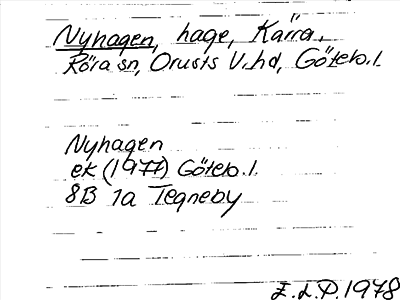 Nyhagen, hage, Kärra,
Röra sn, Orusts V.hd, Göteb.l.
Nyhagen
ek (1977) Göteb.l.
8B 1a Tegneby
E.L.P. 1978